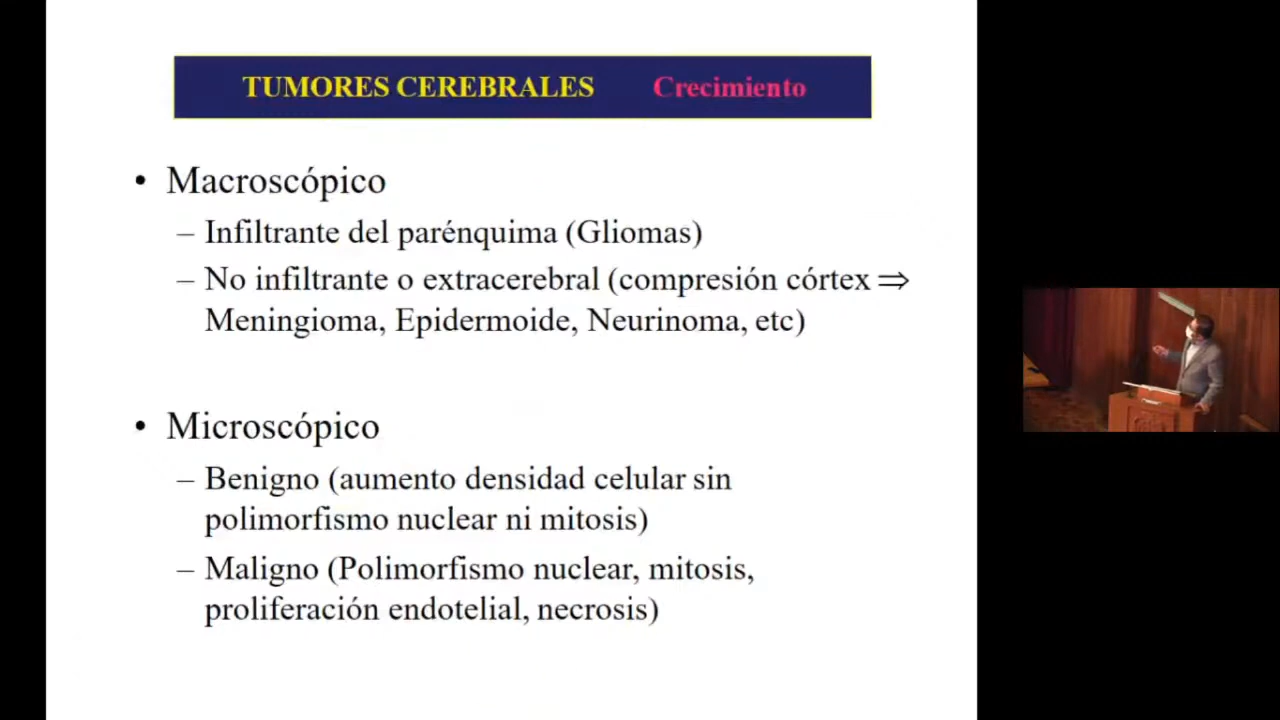 TUMORES CEREBRALES Crecimiento
• Macroscópico
– Infiltrante del parénquima (Gliomas)
– No infiltrante o extracerebral (compresión córtex ⇒
Meningioma, Epidermoide, Neurinoma, etc)
• Microscópico
– Benigno (aumento densidad celular sin
polimorfismo nuclear ni mitosis)
– Maligno (Polimorfismo nuclear, mitosis,
proliferación endotelial, necrosis)